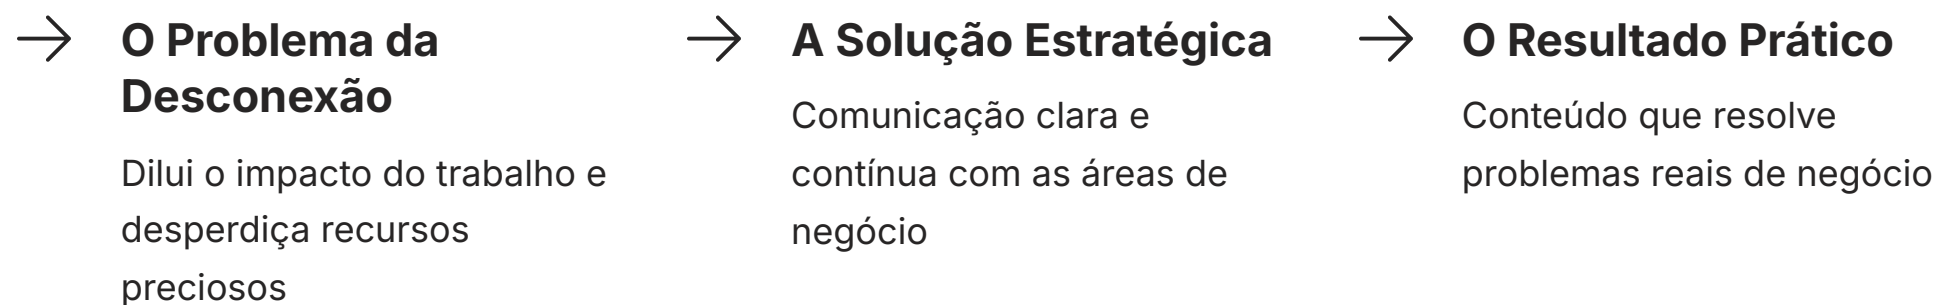 O Problema da
Desconexão
Dilui o impacto do trabalho e
desperdiça recursos
preciosos
A Solução Estratégica
Comunicação clara e
contínua com as áreas de
negócio
O Resultado Prático
Conteúdo que resolve
problemas reais de negócio